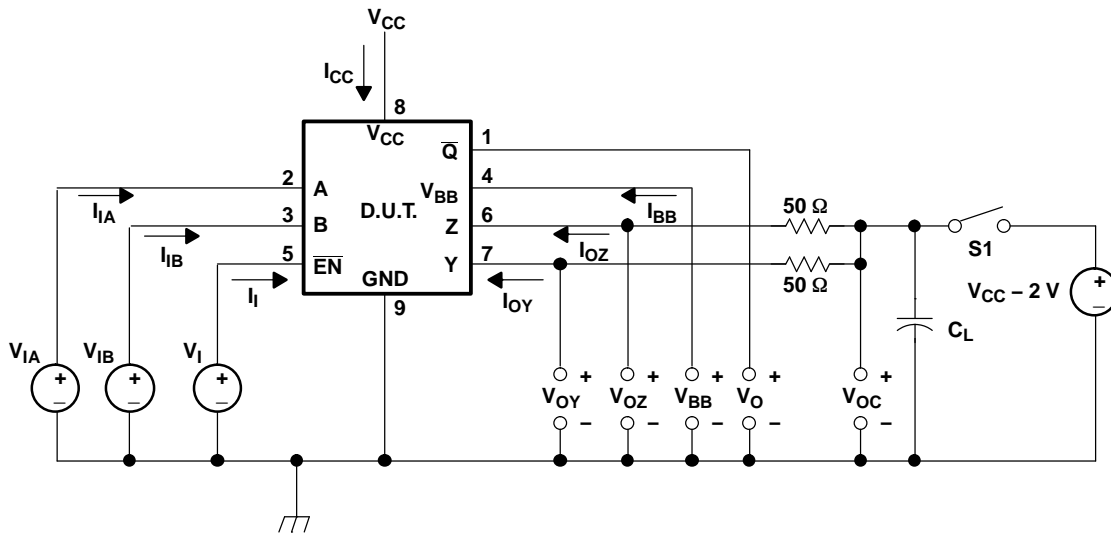 VCC
ICC
8
VCC
Q̅ 1
2 A
VBB 4
IIA
D.U.T.
IBB
50 Ω
3 B
Z 6
IIB
IOZ
S1
5 E̅N̅
Y 7
50 Ω
GND
II
IOY
9
VCC – 2 V
+
–
CL
VIA VIB VI
+ + +
– – –
+ + + + +
VOY VOZ VBB VO VOC
– – – – –